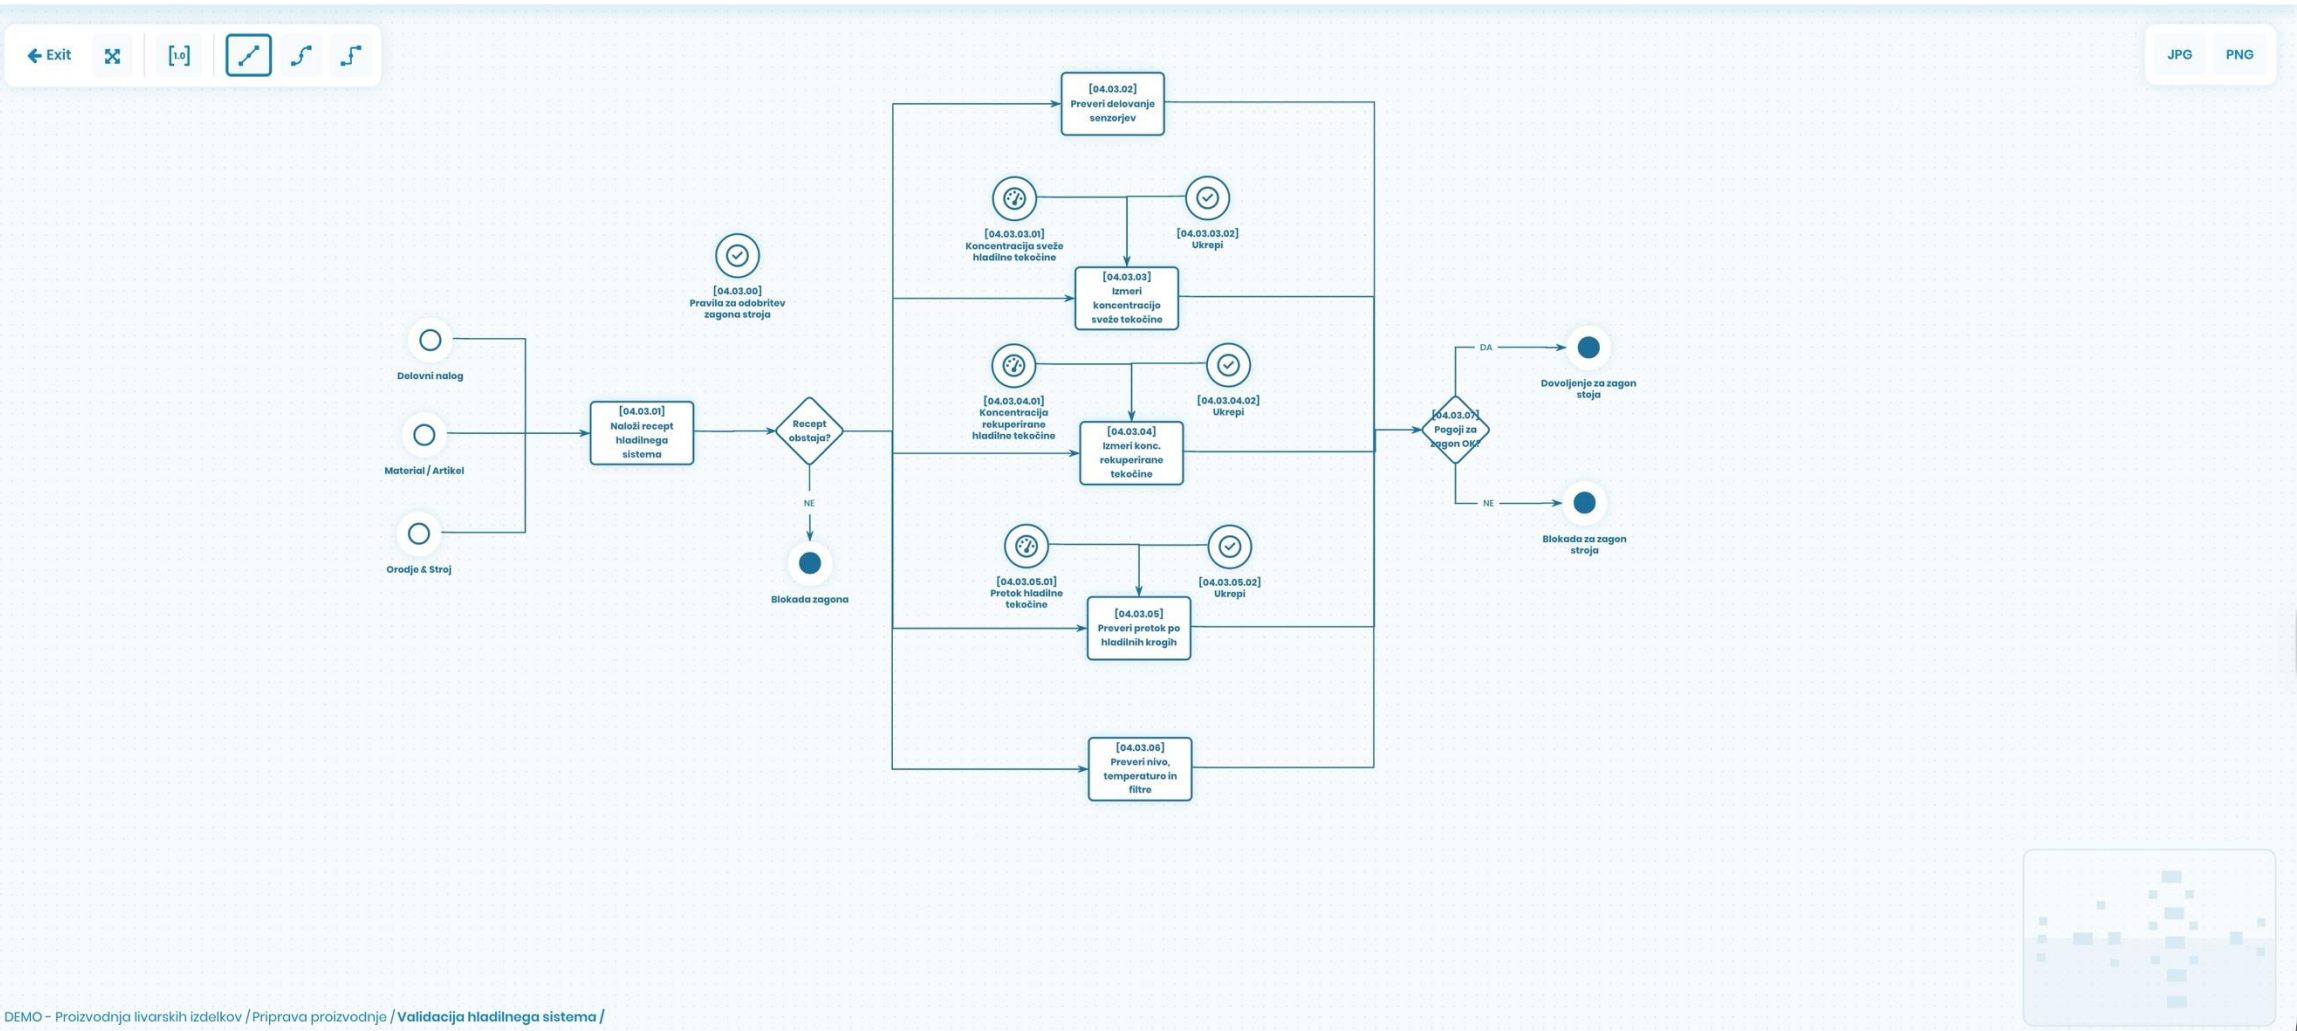 Exit
[1.0]
JPG
PNG
[04.03.02]
Preveri delovanje
senzorjev
[04.03.03.01]
Koncentracija sveže
hladilne tekočine
[04.03.03.02]
Ukrepi
[04.03.00]
Pravila za odobritev
zagona stroja
[04.03.03]
Izmeri
koncentracijo
sveže tekočine
Delovni nalog
Material / Artikel
Orodje & Stroj
[04.03.01]
Naloži recept
hladilnega
sistema
Recept
obstaja?
NE
Blokada zagona
[04.03.04.01]
Koncentracija
rekuperirane
hladilne tekočine
[04.03.04.02]
Ukrepi
[04.03.04]
Izmeri konc.
rekuperirane
tekočine
[04.03.05.01]
Pretok hladilne
tekočine
[04.03.05.02]
Ukrepi
[04.03.05]
Preveri pretok po
hladilnih krogih
[04.03.06]
Preveri nivo,
temperaturo in
filtre
[04.03.07]
Pogoji za
zagon OK?
DA
Dovoljenje za zagon
stoja
NE
Blokada za zagon
stroja
DEMO - Proizvodnja livarskih izdelkov / Priprava proizvodnje / Validacija hladilnega sistema /